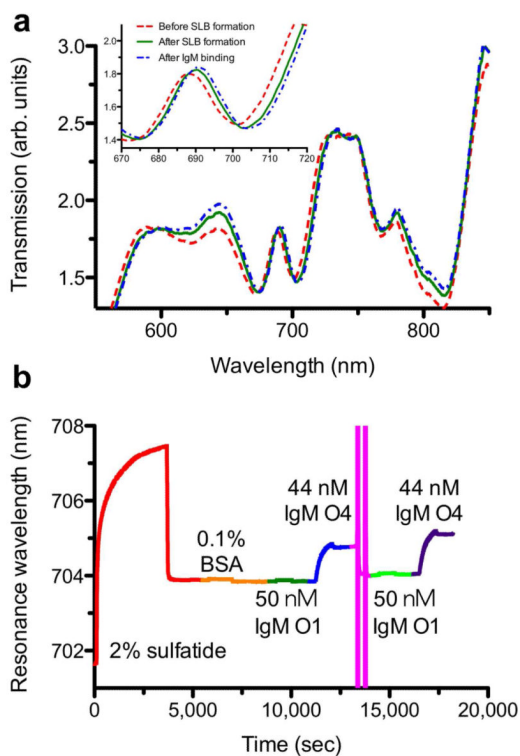 a
Before SLB formation
After SLB formation
After IgM binding
2.2
2.0
1.8
1.6
1.4
670 680 690 700 710 720
3.0
2.5
2.0
1.5
Transmission (arb. units)
600 700 800
Wavelength (nm)
b
708
706
704
702
Resonance wavelength (nm)
44 nM
IgM O4
44 nM
IgM O4
0.1%
BSA
50 nM
IgM O1
50 nM
IgM O1
2% sulfatide
0 5,000 10,000 15,000 20,000
Time (sec)